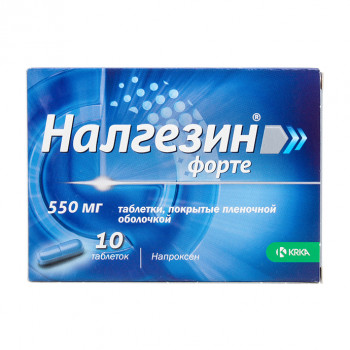 Налгезин®
форте
550 мг таблетки, покрытые пленочной
оболочкой
10
таблеток Напроксен
KRKA